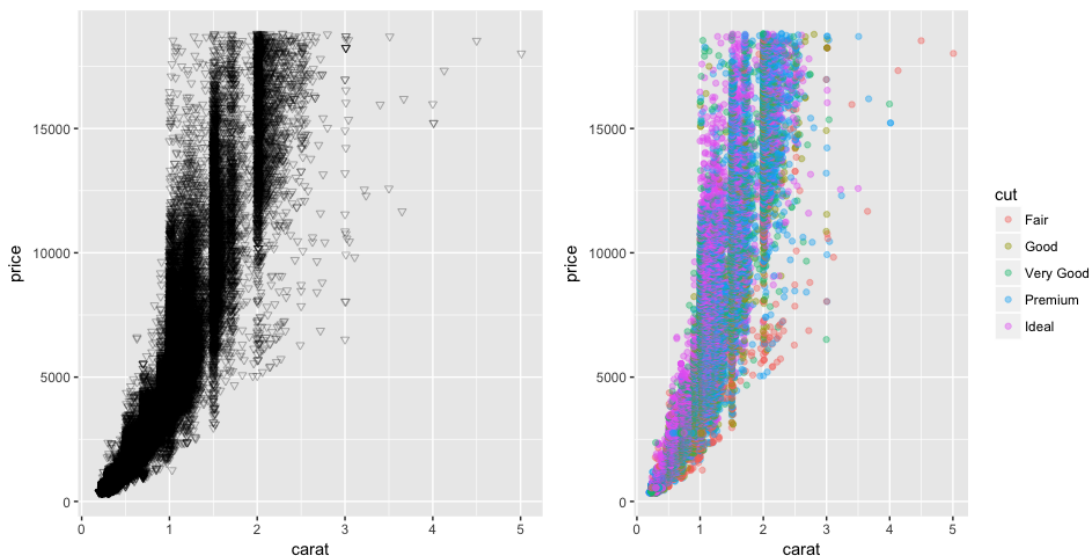 15000
10000
5000
0
price
0 1 2 3 4 5
carat
15000
10000
5000
0
price
0 1 2 3 4 5
carat
cut
Fair
Good
Very Good
Premium
Ideal